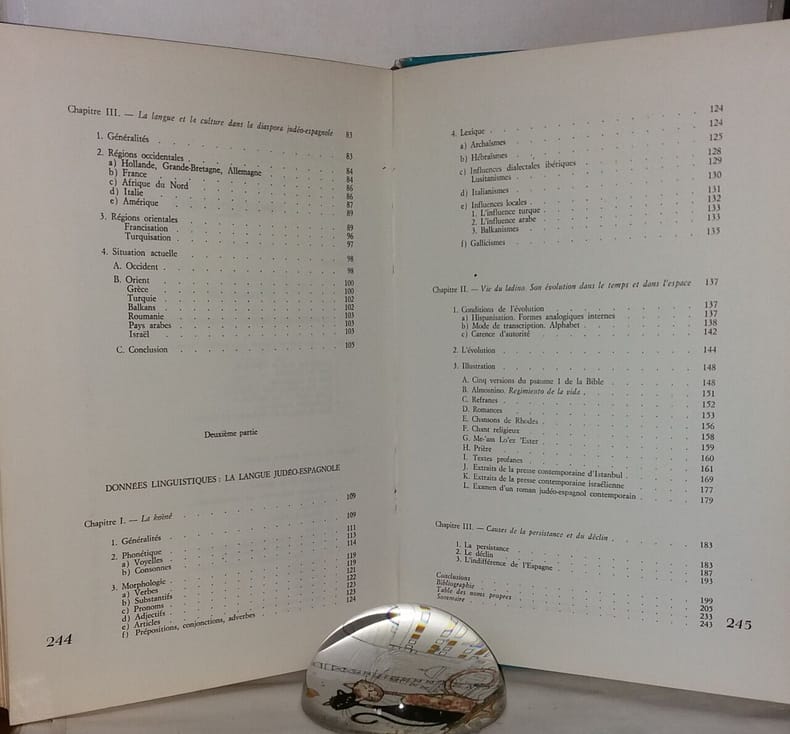 Chapitre III. — La langue et la culture dans la diaspora judéo-espagnole 83
1. Généralités 83
2. Régions occidentales 84
a) Hollande, Grande-Bretagne, Allemagne 84
b) France 86
c) Afrique du Nord 86
d) Italie 87
e) Amérique 89
3. Régions orientales 89
Francisation 96
Turquisation 97
4. Situation actuelle 98
A. Occident 98
B. Orient 100
Grèce 100
Turquie 102
Balkans 102
Roumanie 103
Pays arabes 103
Israël 103
C. Conclusion 105
Deuxième partie
DONNÉES LINGUISTIQUES : LA LANGUE JUDÉO-ESPAGNOLE
Chapitre I. — La koïné 109
1. Généralités 109
2. Phonétique 111
a) Voyelles 113
b) Consonnes 114
3. Morphologie 119
a) Verbes 119
b) Substantifs 121
c) Pronoms 122
d) Adjectifs 123
e) Articles 123
f) Prépositions, conjonctions, adverbes 124
244
4. Lexique 124
a) Archaïsmes 124
b) Hébraïsmes 125
c) Influences dialectales ibériques 128
Lusitanismes 129
d) Italianismes 130
e) Influences locales 131
1. L'influence turque 132
2. L'influence arabe 133
3. Balkanismes 133
f) Gallicismes 135
Chapitre II. — Vie du ladino. Son évolution dans le temps et dans l'espace 137
1. Conditions de l'évolution 137
a) Hispanisation. Formes analogiques internes 137
b) Mode de transcription. Alphabet 138
c) Carence d'autorité 142
2. L'évolution 144
3. Illustration 148
A. Cinq versions du psaume I de la Bible 148
B. Almosnino. Regimiento de la vida 151
C. Refranes 152
D. Romances 153
E. Chansons de Rhodes 156
F. Chant religieux 158
G. Me-'am Lo'ez 'Ester 159
H. Prière 160
I. Textes profanes 161
J. Extraits de la presse contemporaine d'Istanbul 169
K. Extraits de la presse contemporaine israélienne 177
L. Examen d'un roman judéo-espagnol contemporain 179
Chapitre III. — Causes de la persistance et du déclin 183
1. La persistance 183
2. Le déclin 187
3. L'indifférence de l'Espagne 193
Conclusions 199
Bibliographie 205
Table des noms propres 233
Sommaire 243
245